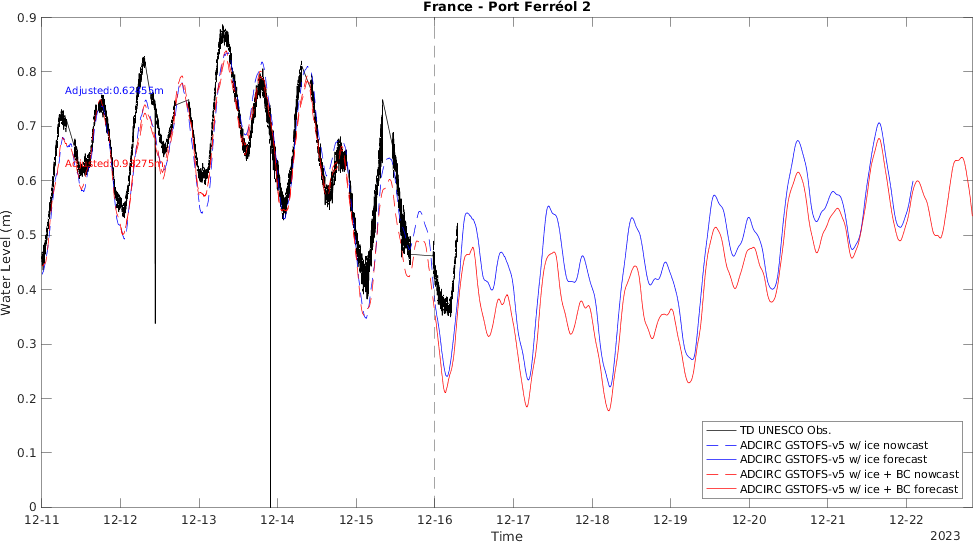 France - Port Ferréol 2
Water Level (m)
0.9
0.8
0.7
0.6
0.5
0.4
0.3
0.2
0.1
0
Adjusted:
Adjusted:
12-11 12-12 12-13 12-14 12-15 12-16 12-17 12-18 12-19 12-20 12-21 12-22
Time
2023
TD UNESCO Obs.
ADCIRC GSTOFS-v5 w/ ice nowcast
ADCIRC GSTOFS-v5 w/ ice forecast
ADCIRC GSTOFS-v5 w/ ice + BC nowcast
ADCIRC GSTOFS-v5 w/ ice + BC forecast